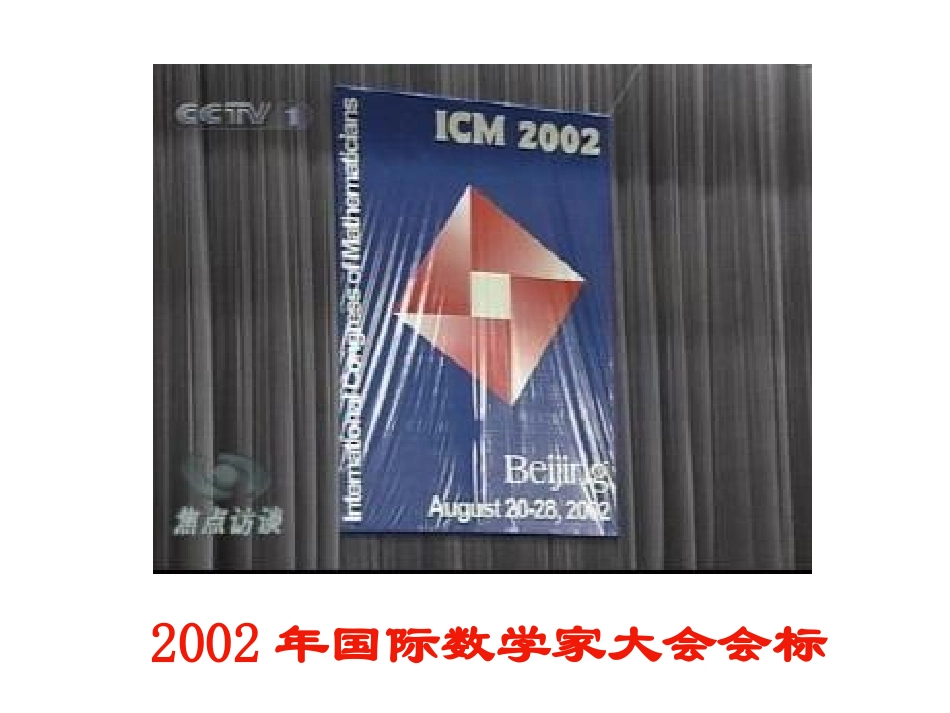 CCTV 1
ICM 2002
International Congress of Mathematicians
Beijing
August 20-28, 2002
焦点访谈
2002 年国际数学家大会会标